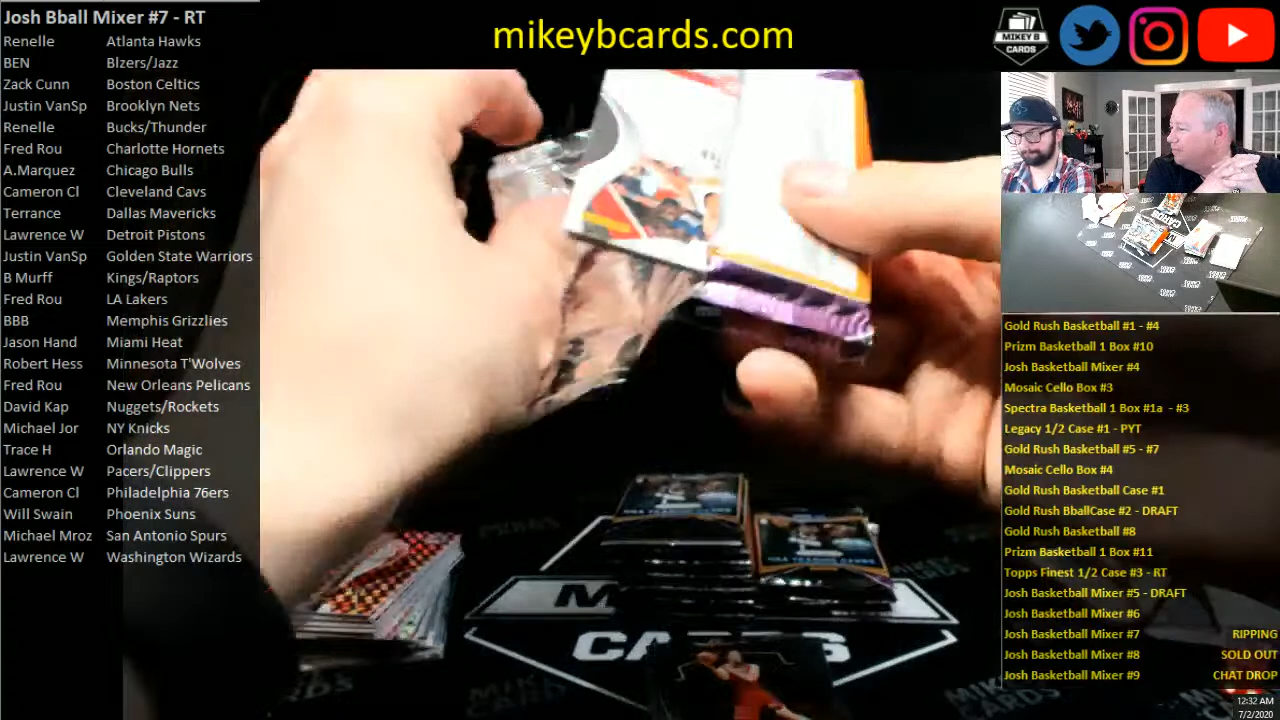 Josh Bball Mixer #7 - RT
Renelle Atlanta Hawks
BEN Blzers/Jazz
Zack Cunn Boston Celtics
Justin VanSp Brooklyn Nets
Renelle Bucks/Thunder
Fred Rou Charlotte Hornets
A.Marquez Chicago Bulls
Cameron Cl Cleveland Cavs
Terrance Dallas Mavericks
Lawrence W Detroit Pistons
Justin VanSp Golden State Warriors
B Murff Kings/Raptors
Fred Rou LA Lakers
BBB Memphis Grizzlies
Jason Hand Miami Heat
Robert Hess Minnesota T'Wolves
Fred Rou New Orleans Pelicans
David Kap Nuggets/Rockets
Michael Jor NY Knicks
Trace H Orlando Magic
Lawrence W Pacers/Clippers
Cameron Cl Philadelphia 76ers
Will Swain Phoenix Suns
Michael Mroz San Antonio Spurs
Lawrence W Washington Wizards
mikeybcards.com
MIKEY B
CARDS
CARDS
Gold Rush Basketball #1 - #4
Prizm Basketball 1 Box #10
Josh Basketball Mixer #4
Mosaic Cello Box #3
Spectra Basketball 1 Box #1a - #3
Legacy 1/2 Case #1 - PYT
Gold Rush Basketball #5 - #7
Mosaic Cello Box #4
Gold Rush Basketball Case #1
Gold Rush BballCase #2 - DRAFT
Gold Rush Basketball #8
Prizm Basketball 1 Box #11
Topps Finest 1/2 Case #3 - RT
Josh Basketball Mixer #5 - DRAFT
Josh Basketball Mixer #6
Josh Basketball Mixer #7 RIPPING
Josh Basketball Mixer #8 SOLD OUT
Josh Basketball Mixer #9 CHAT DROP
12:32 AM
7/2/2020